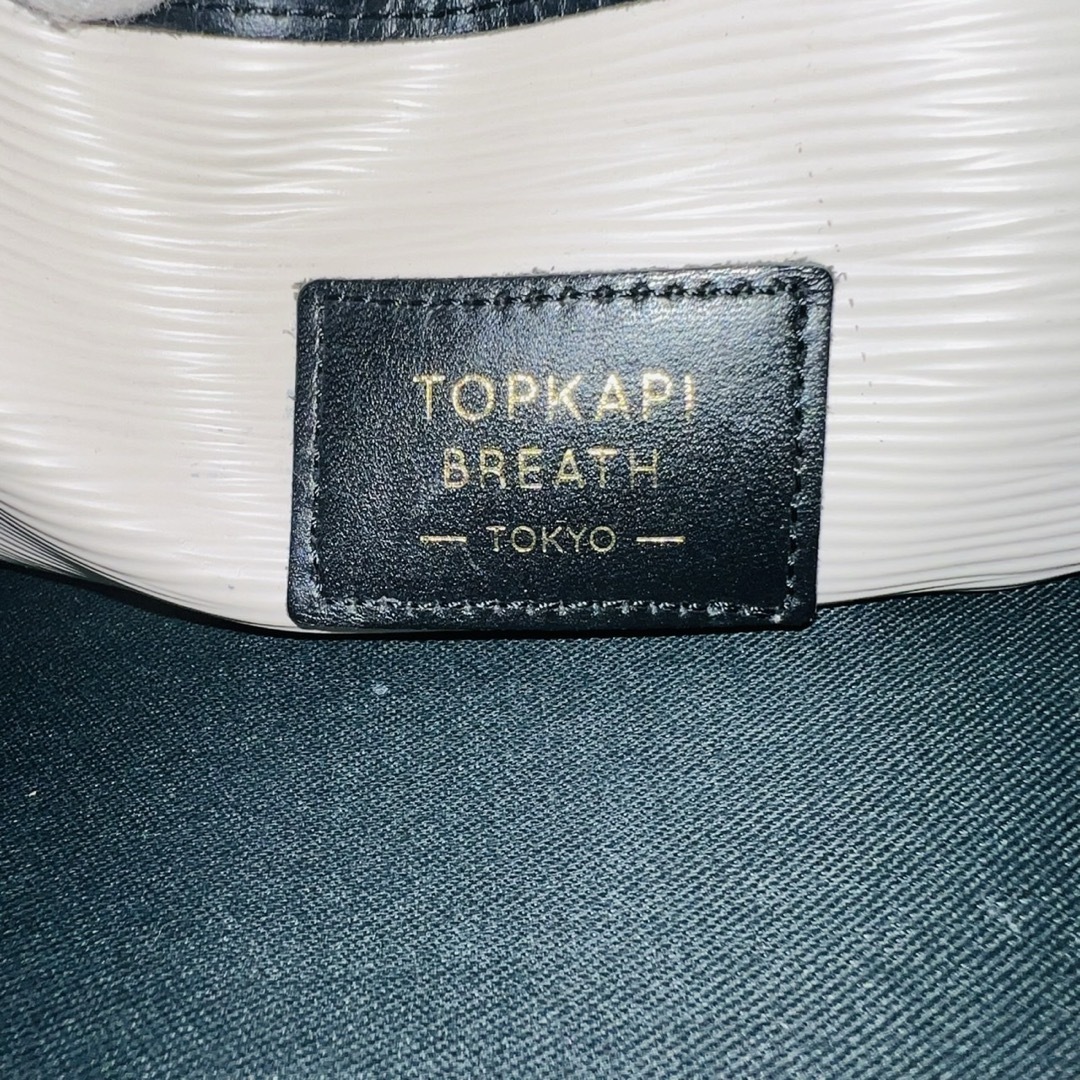 TOPKAPI
BREATH
— TOKYO —